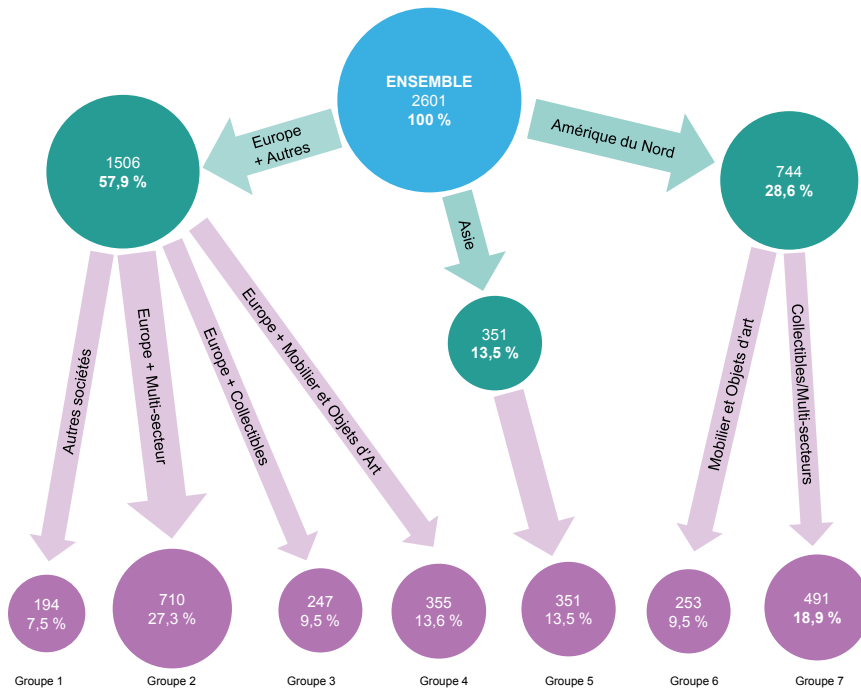 ENSEMBLE
2601
100 %
Europe
+ Autres
Amérique du Nord
Asie
1506
57,9 %
744
28,6 %
351
13,5 %
Autres sociétés
Europe + Multi-secteur
Europe + Collectibles
Europe + Mobilier et Objets d'Art
Mobilier et Objets d'art
Collectibles/Multi-secteurs
194
7,5 %
710
27,3 %
247
9,5 %
355
13,6 %
351
13,5 %
253
9,5 %
491
18,9 %
Groupe 1
Groupe 2
Groupe 3
Groupe 4
Groupe 5
Groupe 6
Groupe 7